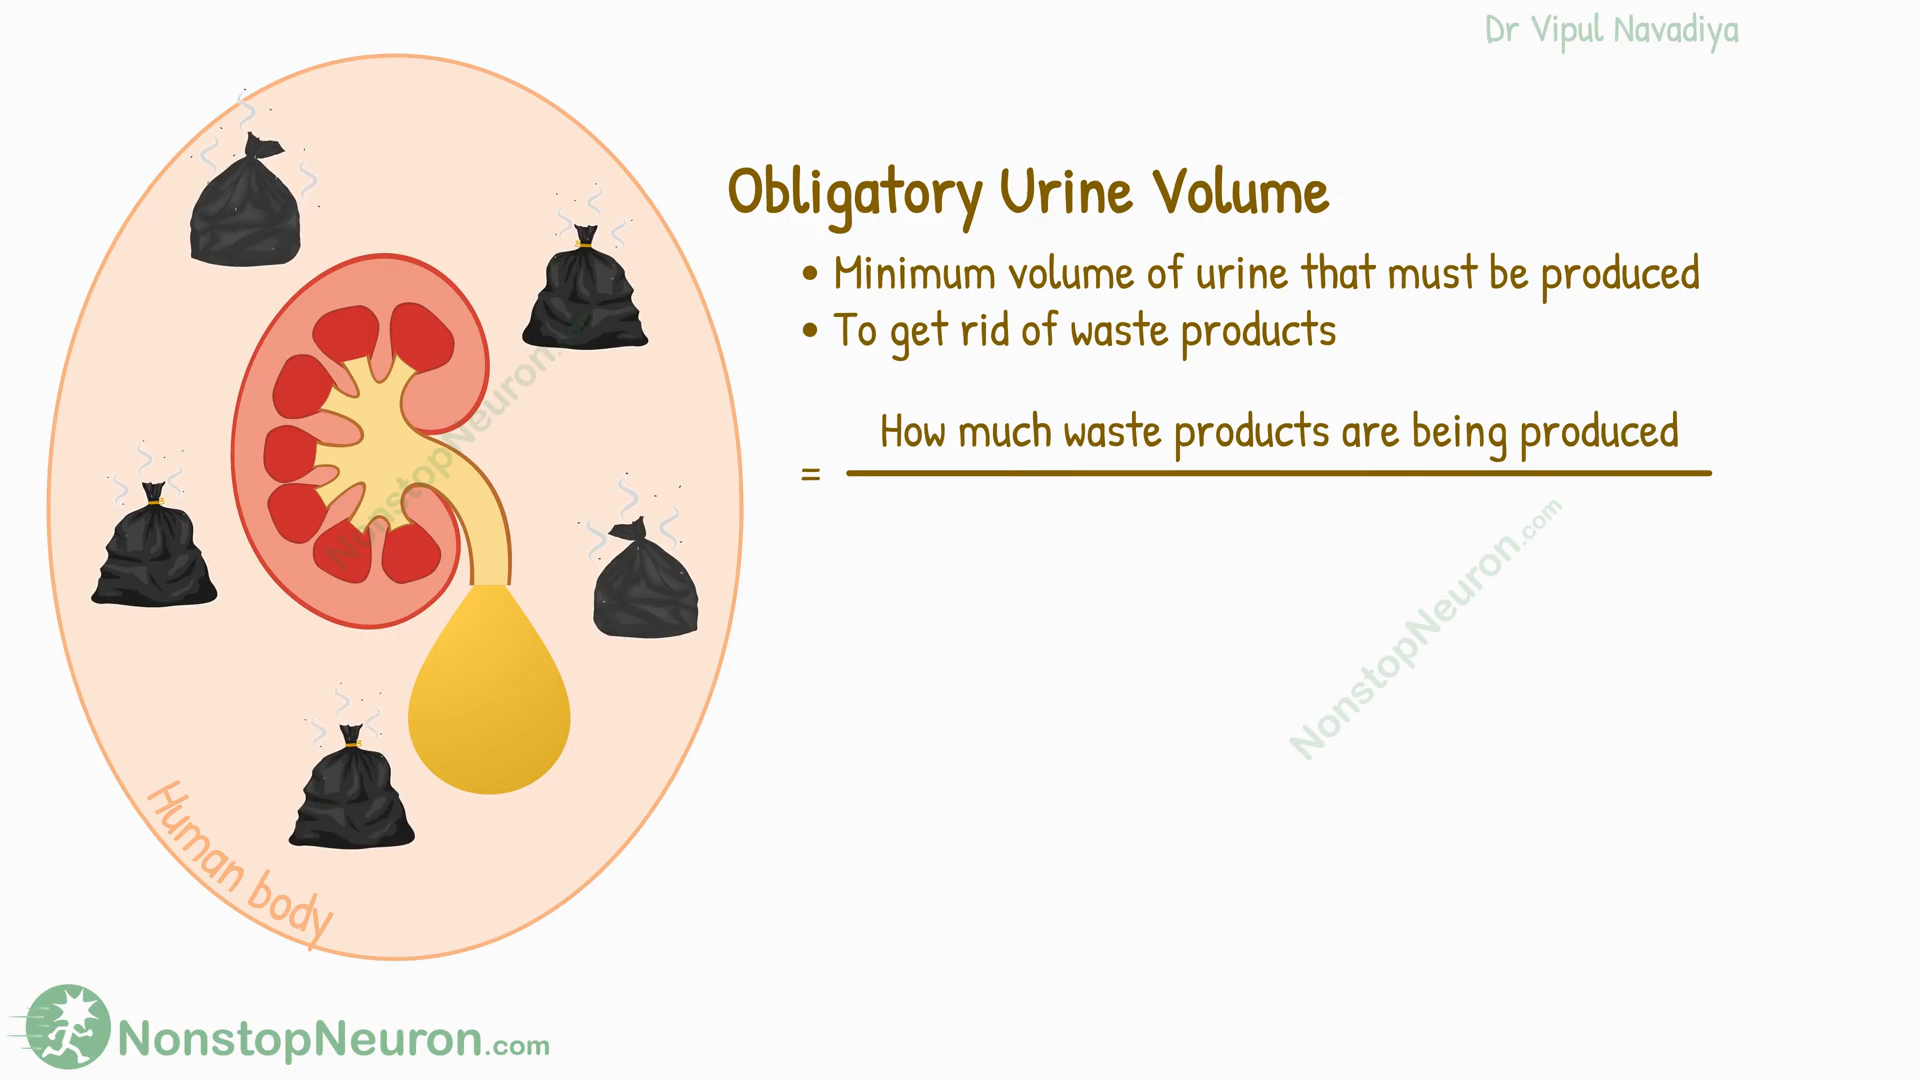 Dr Vipul Navadiya
Obligatory Urine Volume
• Minimum volume of urine that must be produced
• To get rid of waste products
How much waste products are being produced
=
NonstopNeuron.com
NonstopNeuron.com
Human body
NonstopNeuron.com